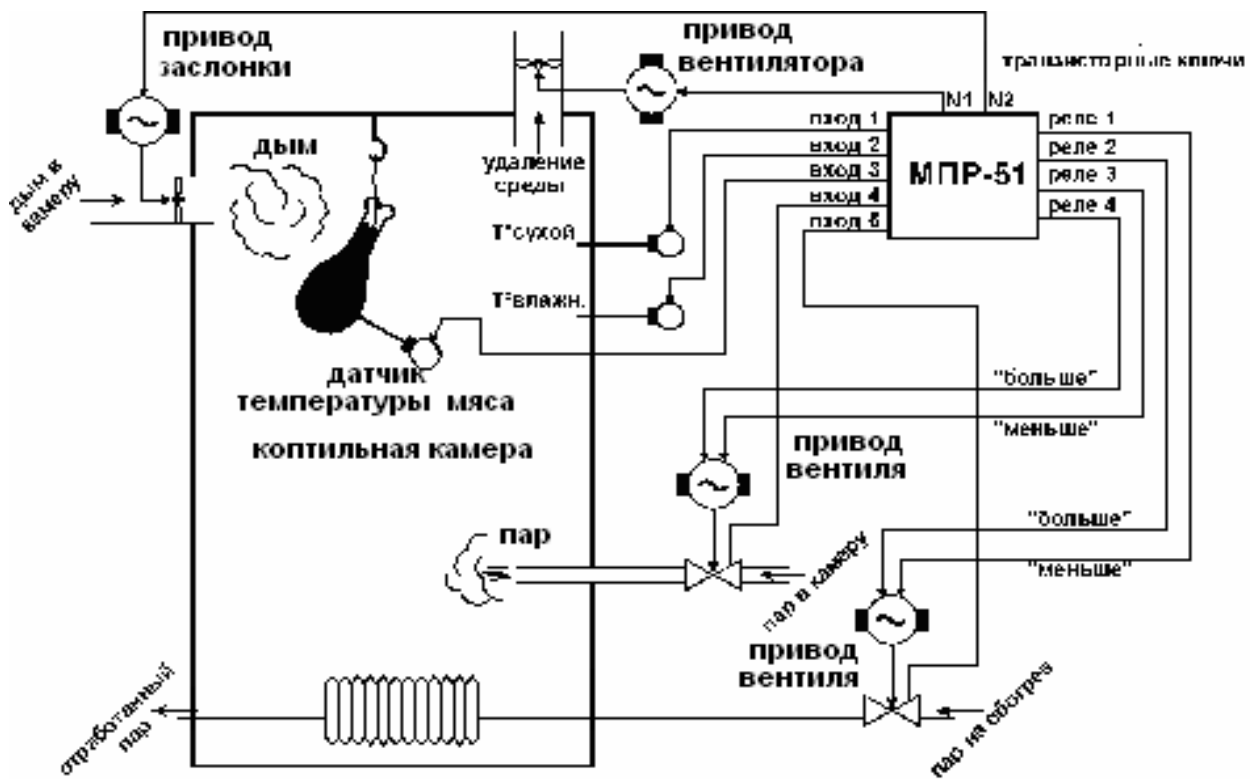 привод
заслонки
привод
вентилятора
транзисторные ключи
N1 N2
вход 1
вход 2
вход 3
вход 4
вход 5
МПР-51
реле 1
реле 2
реле 3
реле 4
дым
удаление
среды
дым в
камеру
Т°сухой
Т°влажн.
датчик
температуры мяса
коптильная камера
"больше"
"меньше"
привод
вентиля
пар
пар в камеру
"больше"
"меньше"
привод
вентиля
отработанный
пар
пар на обогрев